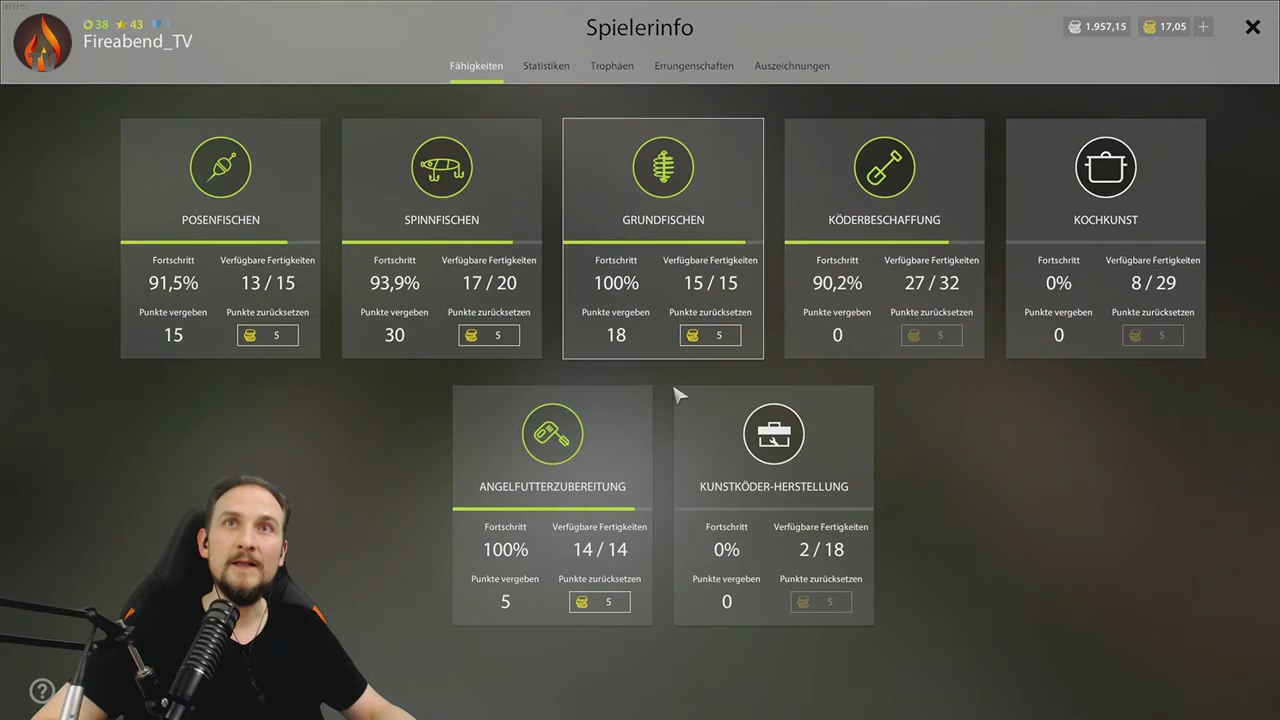 38 43
Fireabend_TV
Spielerinfo
1.957,15 17,05 +
Fähigkeiten Statistiken Trophäen Errungenschaften Auszeichnungen
POSENFISCHEN
Fortschritt Verfügbare Fertigkeiten
91,5% 13 / 15
Punkte vergeben Punkte zurücksetzen
15 5
SPINNFISCHEN
Fortschritt Verfügbare Fertigkeiten
93,9% 17 / 20
Punkte vergeben Punkte zurücksetzen
30 5
GRUNDFISCHEN
Fortschritt Verfügbare Fertigkeiten
100% 15 / 15
Punkte vergeben Punkte zurücksetzen
18 5
KÖDERBESCHAFFUNG
Fortschritt Verfügbare Fertigkeiten
90,2% 27 / 32
Punkte vergeben Punkte zurücksetzen
0 5
KOCHKUNST
Fortschritt Verfügbare Fertigkeiten
0% 8 / 29
Punkte vergeben Punkte zurücksetzen
0 5
ANGELFUTTERZUBEREITUNG
Fortschritt Verfügbare Fertigkeiten
100% 14 / 14
Punkte vergeben Punkte zurücksetzen
5 5
KUNSTKÖDER-HERSTELLUNG
Fortschritt Verfügbare Fertigkeiten
0% 2 / 18
Punkte vergeben Punkte zurücksetzen
0 5
?